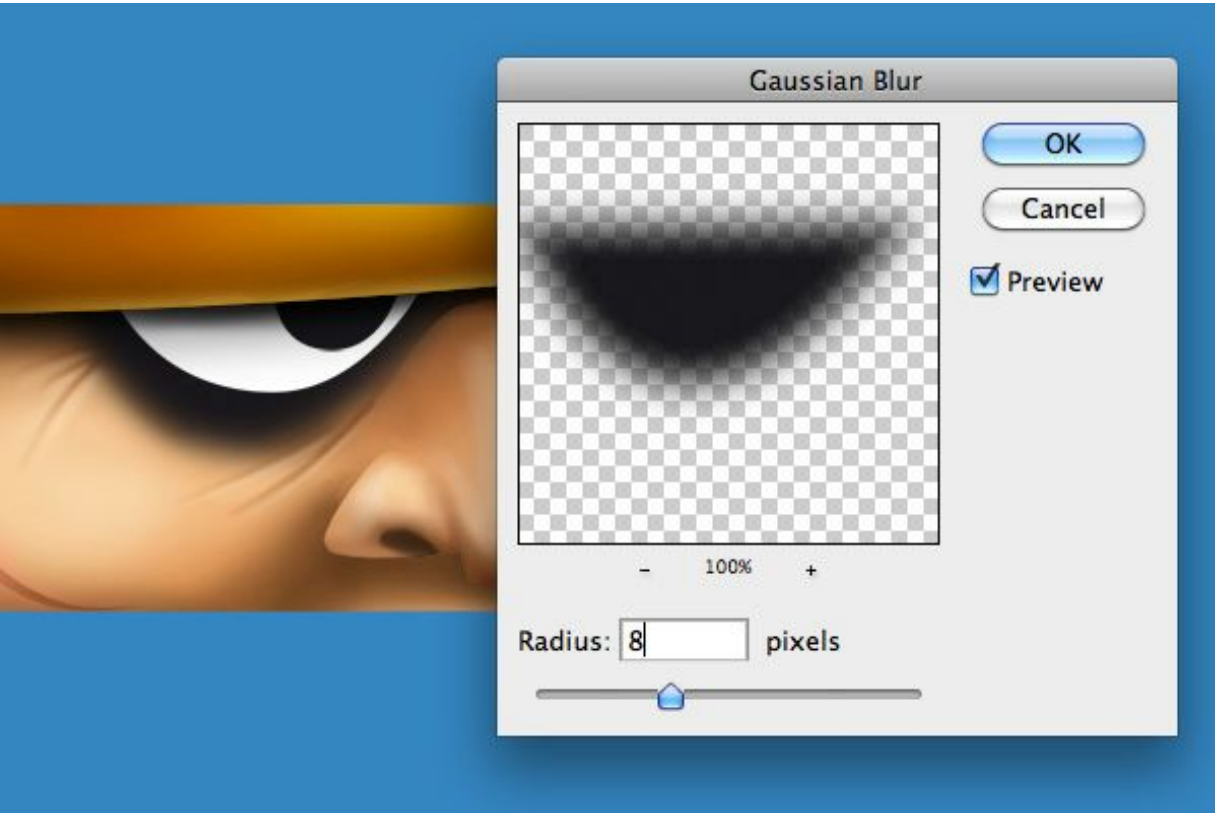 Gaussian Blur
OK
Cancel
Preview
- 100% +
Radius: 8 pixels